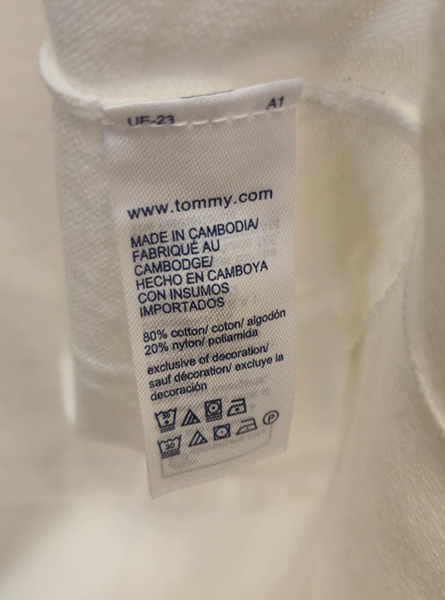 UF-23 A1
www.tommy.com
MADE IN CAMBODIA/
FABRIQUÉ AU
CAMBODGE/
HECHO EN CAMBOYA
CON INSUMOS
IMPORTADOS
80% cotton/ coton/ algodón
20% nylon/ poliamida
exclusive of decoration/
sauf décoration/ excluye la
decoración
30
P